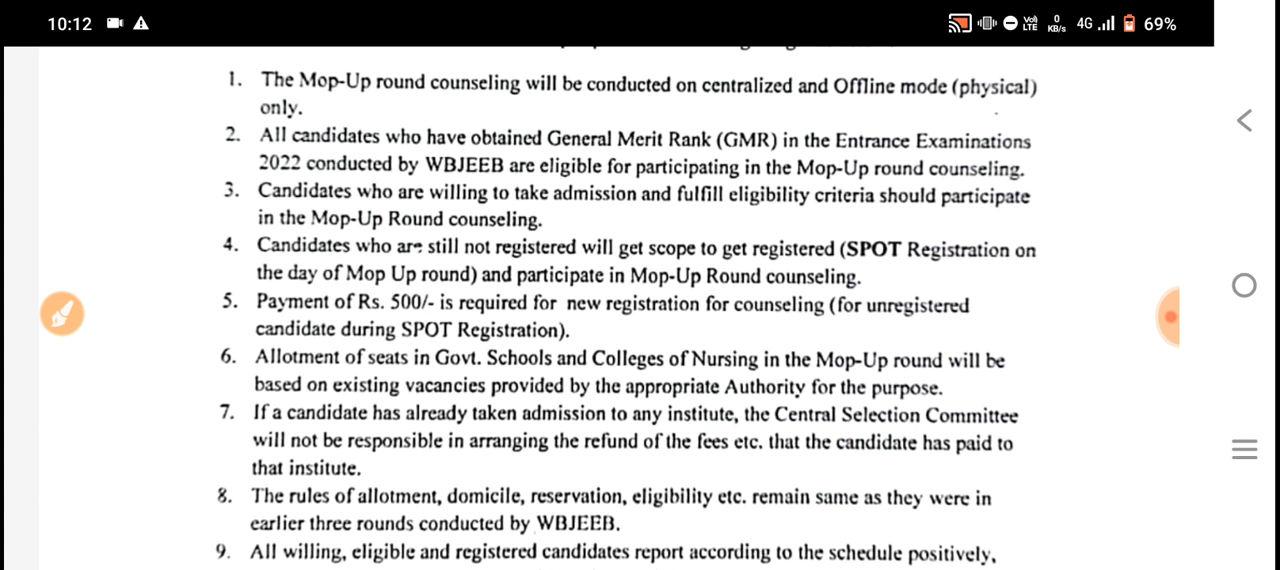 10:12 Vo) LTE 0 KB/s 4G 69%
1. The Mop-Up round counseling will be conducted on centralized and Offline mode (physical)
only.
2. All candidates who have obtained General Merit Rank (GMR) in the Entrance Examinations
2022 conducted by WBJEEB are eligible for participating in the Mop-Up round counseling.
3. Candidates who are willing to take admission and fulfill eligibility criteria should participate
in the Mop-Up Round counseling.
4. Candidates who are still not registered will get scope to get registered (SPOT Registration on
the day of Mop Up round) and participate in Mop-Up Round counseling.
5. Payment of Rs. 500/- is required for new registration for counseling (for unregistered
candidate during SPOT Registration).
6. Allotment of seats in Govt. Schools and Colleges of Nursing in the Mop-Up round will be
based on existing vacancies provided by the appropriate Authority for the purpose.
7. If a candidate has already taken admission to any institute, the Central Selection Committee
will not be responsible in arranging the refund of the fees etc. that the candidate has paid to
that institute.
8. The rules of allotment, domicile, reservation, eligibility etc. remain same as they were in
earlier three rounds conducted by WBJEEB.
9. All willing, eligible and registered candidates report according to the schedule positively,